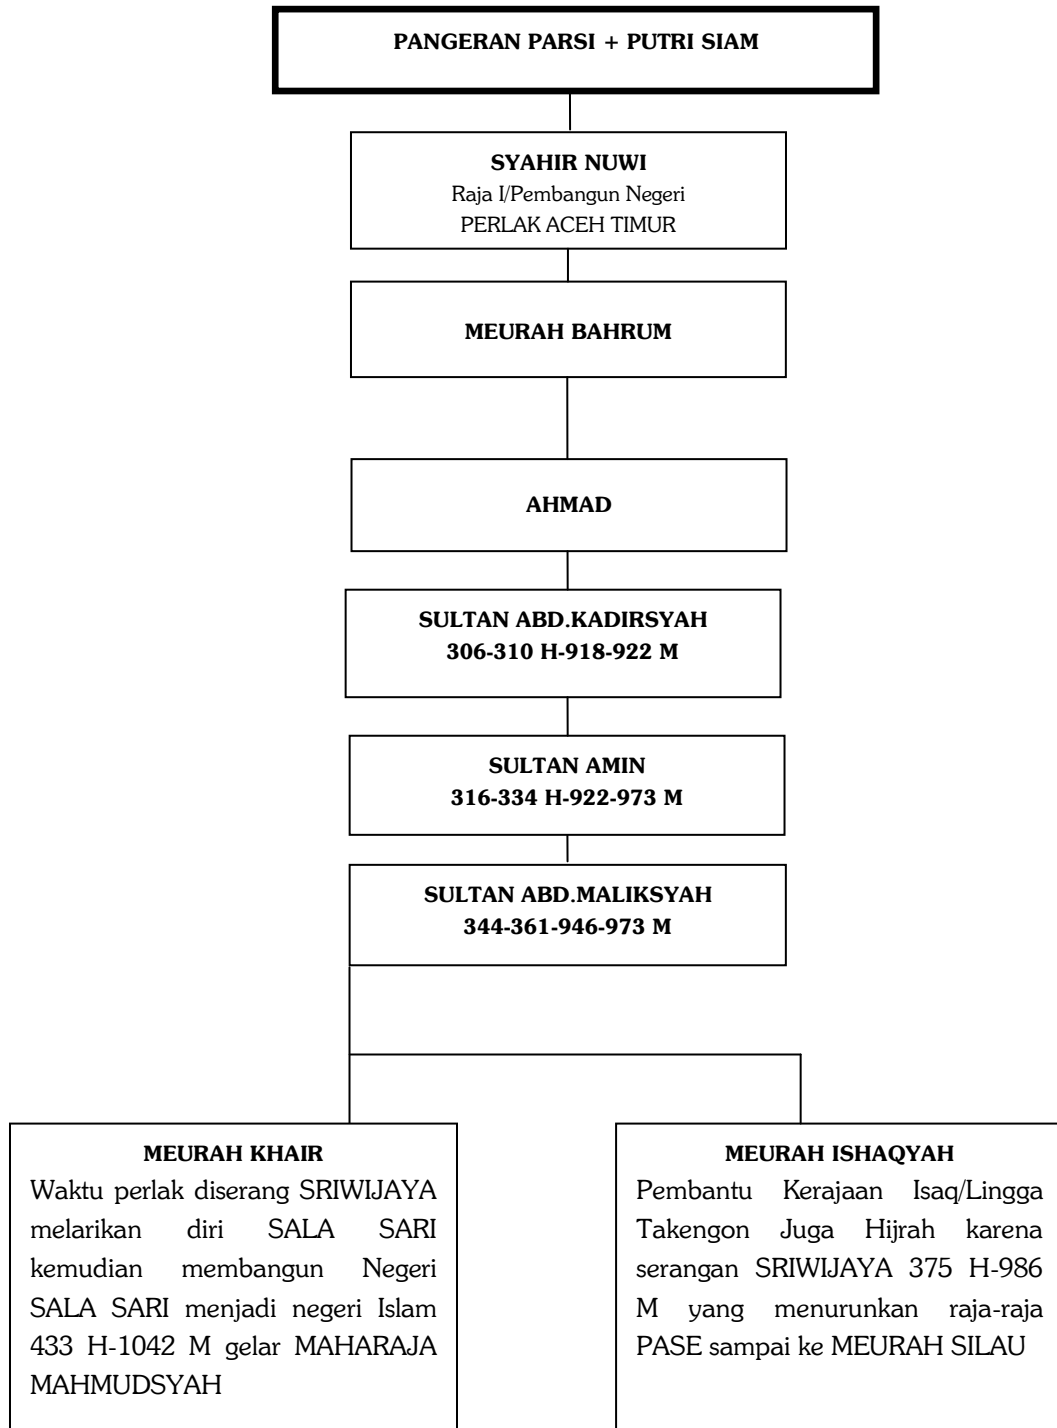 PANGERAN PARSI + PUTRI SIAM
SYAHIR NUWI
Raja I/Pembangun Negeri
PERLAK ACEH TIMUR
MEURAH BAHRUM
AHMAD
SULTAN ABD.KADIRSYAH
306-310 H-918-922 M
SULTAN AMIN
316-334 H-922-973 M
SULTAN ABD.MALIKSYAH
344-361-946-973 M
MEURAH KHAIR
Waktu perlak diserang SRIWIJAYA
melarikan diri SALA SARI
kemudian membangun Negeri
SALA SARI menjadi negeri Islam
433 H-1042 M gelar MAHARAJA
MAHMUDSYAH
MEURAH ISHAQYAH
Pembantu Kerajaan Isaq/Lingga
Takengon Juga Hijrah karena
serangan SRIWIJAYA 375 H-986
M yang menurunkan raja-raja
PASE sampai ke MEURAH SILAU